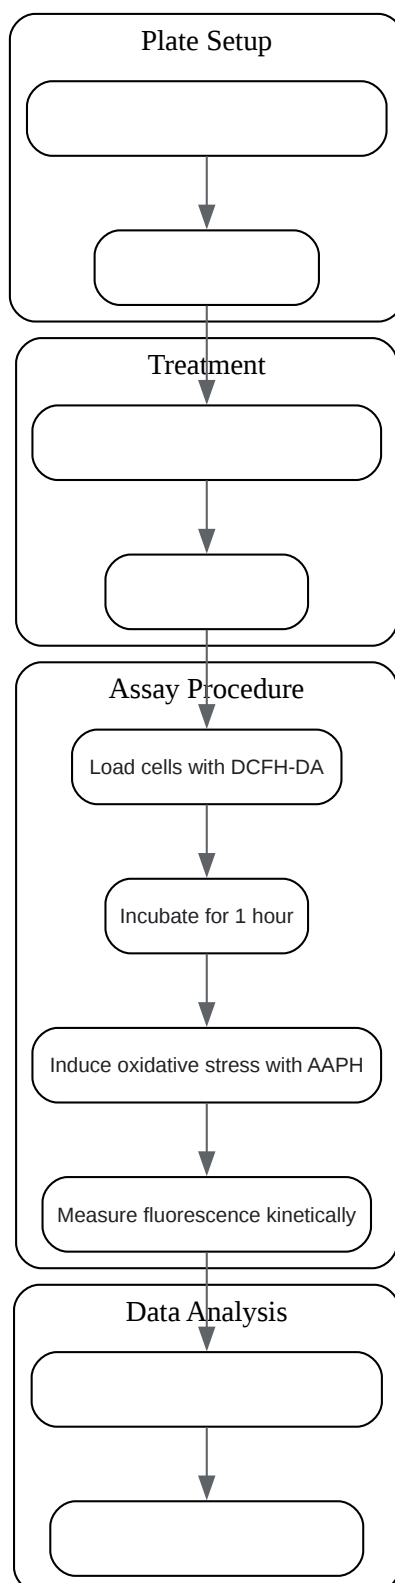 Plate Setup
Treatment
Assay Procedure
Load cells with DCFH-DA
Incubate for 1 hour
Induce oxidative stress with AAPH
Measure fluorescence kinetically
Data Analysis